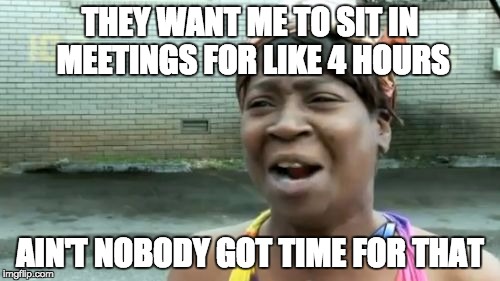 THEY WANT ME TO SIT IN
MEETINGS FOR LIKE 4 HOURS
AIN'T NOBODY GOT TIME FOR THAT
imgflip.com